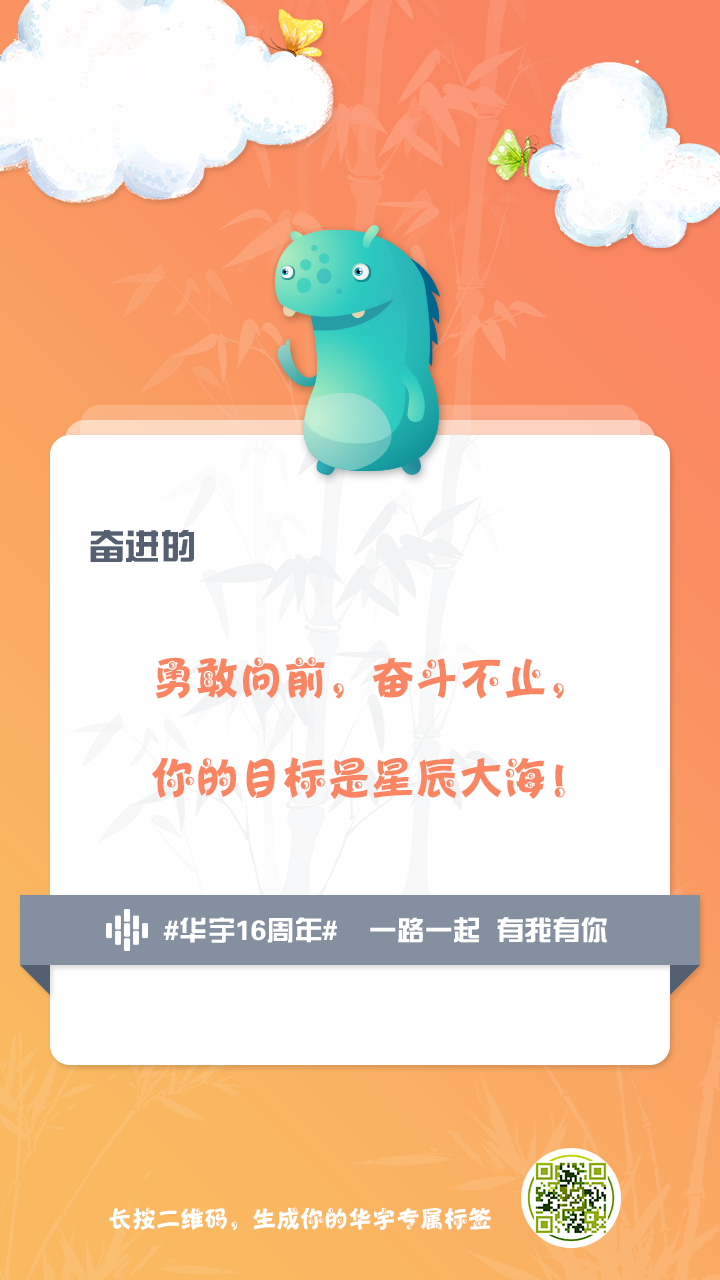 奋进的
勇敢向前，奋斗不止，
你的目标是星辰大海！
#华宇16周年# 一路一起 有我有你
长按二维码，生成你的华宇专属标签